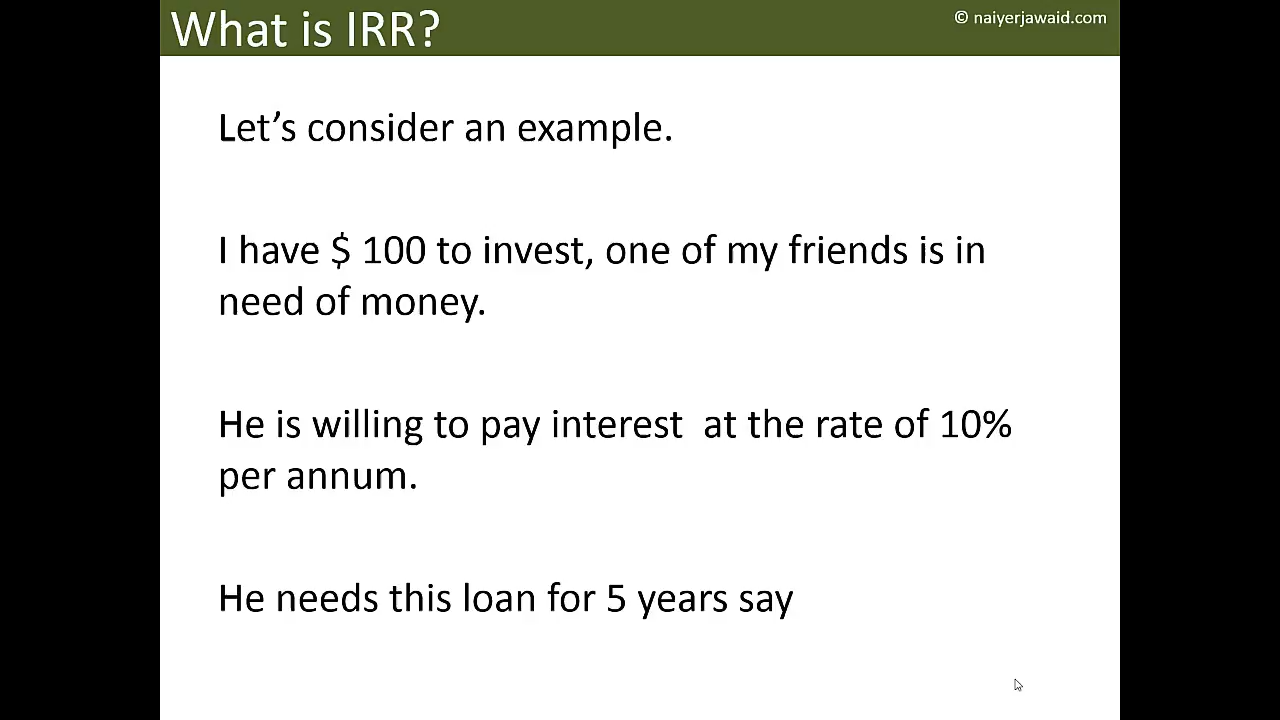 What is IRR?
© naiyerjawaid.com
Let’s consider an example.
I have $ 100 to invest, one of my friends is in
need of money.
He is willing to pay interest  at the rate of 10%
per annum.
He needs this loan for 5 years say